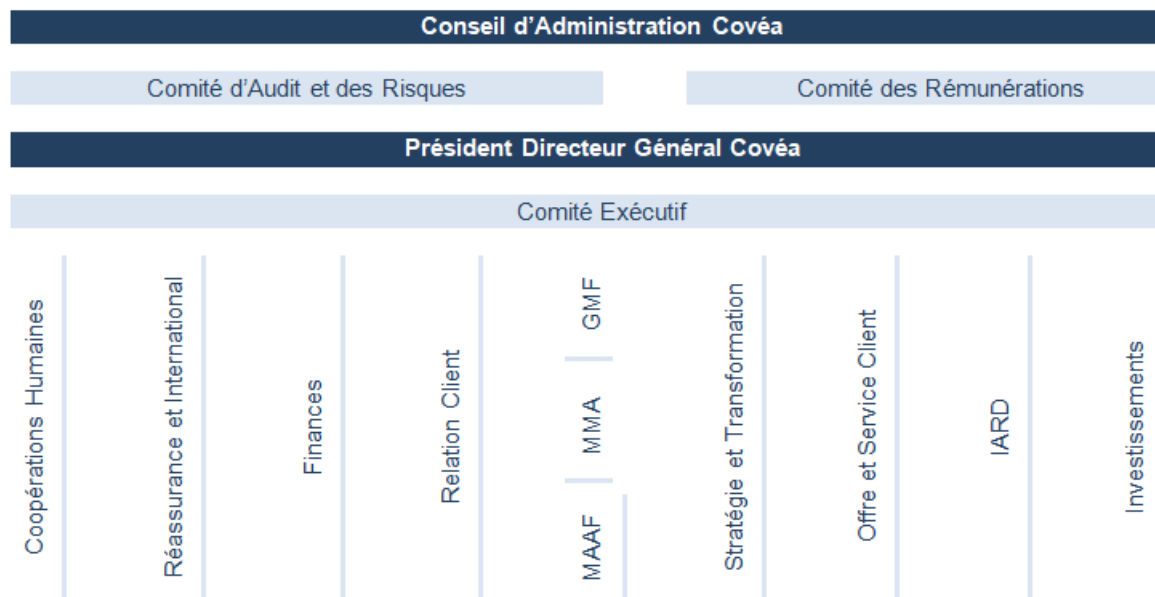 Conseil d'Administration Covéa
Comité d'Audit et des Risques
Comité des Rémunérations
Président Directeur Général Covéa
Comité Exécutif
Coopérations Humaines
Réassurance et International
Finances
Relation Client
GMF
MMA
MAAF
Stratégie et Transformation
Offre et Service Client
IARD
Investissements